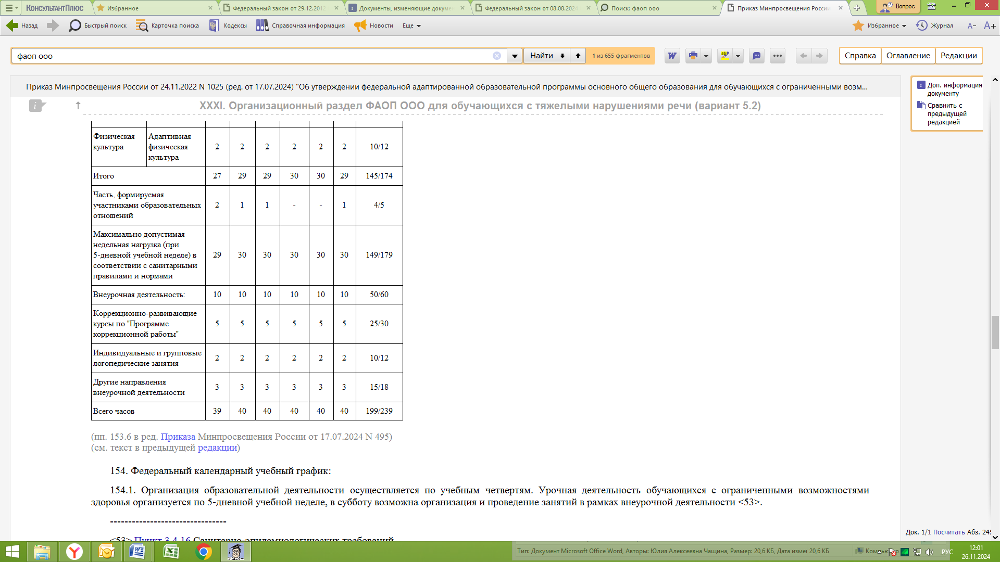 КонсультантПлюс
Избранное
Федеральный закон от 29.12.2012
Документы, изменяющие докуме
Федеральный закон от 08.08.2024
Поиск: фаоп ооо
Приказ Минпросвещения России
Вопрос
Назад
Быстрый поиск
Карточка поиска
Кодексы
Справочная информация
Новости
Еще
Избранное
Журнал
A−
A+
фаоп ооо
Найти
1 из 655 фрагментов
Справка
Оглавление
Редакции
Приказ Минпросвещения России от 24.11.2022 N 1025 (ред. от 17.07.2024) "Об утверждении федеральной адаптированной образовательной программы основного общего образования для обучающихся с ограниченными возм...
Доп. информация
документу
Сравнить с
предыдущей
редакцией
XXXI. Организационный раздел ФАОП ООО для обучающихся с тяжелыми нарушениями речи (вариант 5.2)
Физическая
культура
Адаптивная
физическая
культура
2 2 2 2 2 2 10/12
Итого 27 29 29 30 30 29 145/174
Часть, формируемая
участниками образовательных
отношений
2 1 1 - - 1 4/5
Максимально допустимая
недельная нагрузка (при
5-дневной учебной неделе) в
соответствии с санитарными
правилами и нормами
29 30 30 30 30 30 149/179
Внеурочная деятельность: 10 10 10 10 10 10 50/60
Коррекционно-развивающие
курсы по "Программе
коррекционной работы"
5 5 5 5 5 5 25/30
Индивидуальные и групповые
логопедические занятия
2 2 2 2 2 2 10/12
Другие направления
внеурочной деятельности
3 3 3 3 3 3 15/18
Всего часов 39 40 40 40 40 40 199/239
(пп. 153.6 в ред. Приказа Минпросвещения России от 17.07.2024 N 495)
(см. текст в предыдущей редакции)
154. Федеральный календарный учебный график:
154.1. Организация образовательной деятельности осуществляется по учебным четвертям. Урочная деятельность обучающихся с ограниченными возможностями
здоровья организуется по 5-дневной учебной неделе, в субботу возможна организация и проведение занятий в рамках внеурочной деятельности <53>.
--------------------------------
<53> Пункт 3.4.16 Санитарно-эпидемиологических требований.
Док. 1/1 Посчитать Абз. 245
Тип: Документ Microsoft Office Word, Авторы: Юлия Алексеевна Чащина, Размер: 20,6 КБ, Дата изме 20,6 КБ
Компьютер
РУС
12:01
26.11.2024